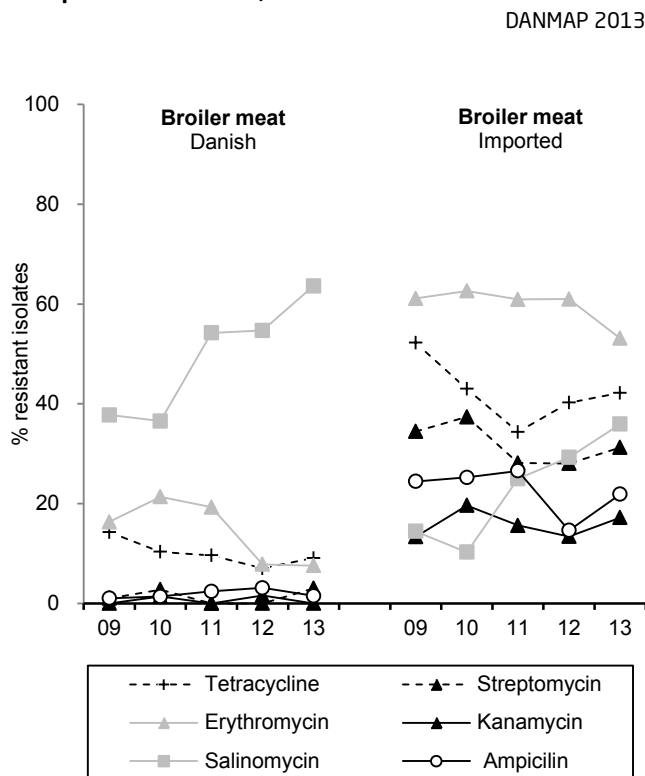 DANMAP 2013
100
80
60
40
20
0
% resistant isolates
Broiler meat
Danish
Broiler meat
Imported
09 10 11 12 13 09 10 11 12 13
Tetracycline Streptomycin
Erythromycin Kanamycin
Salinomycin Ampicilin